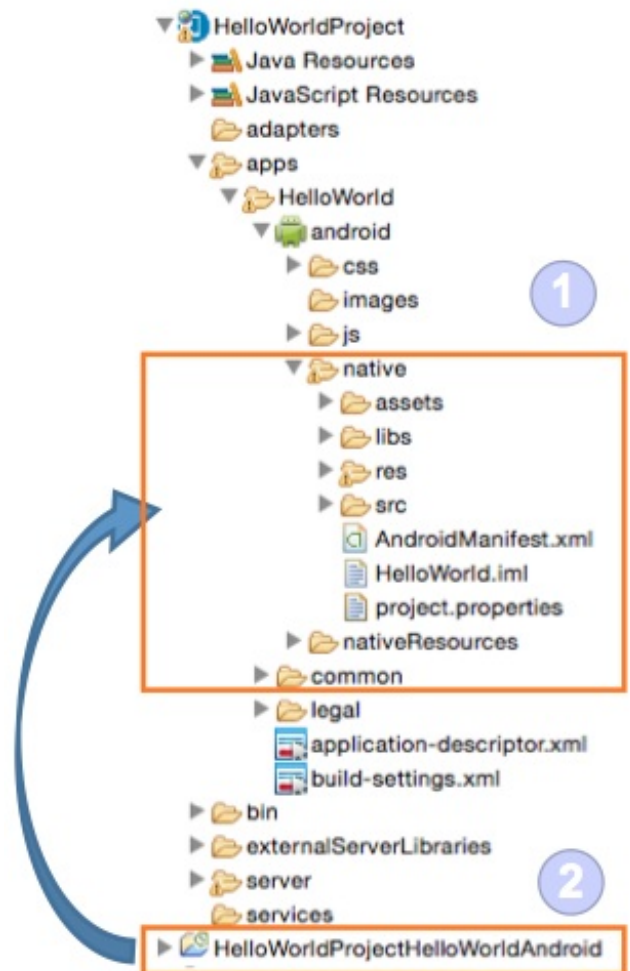 HelloWorldProject
Java Resources
JavaScript Resources
adapters
apps
HelloWorld
android
css
images
1
js
native
assets
libs
res
src
AndroidManifest.xml
HelloWorld.iml
project.properties
nativeResources
common
legal
application-descriptor.xml
build-settings.xml
bin
externalServerLibraries
server
2
services
HelloWorldProjectHelloWorldAndroid